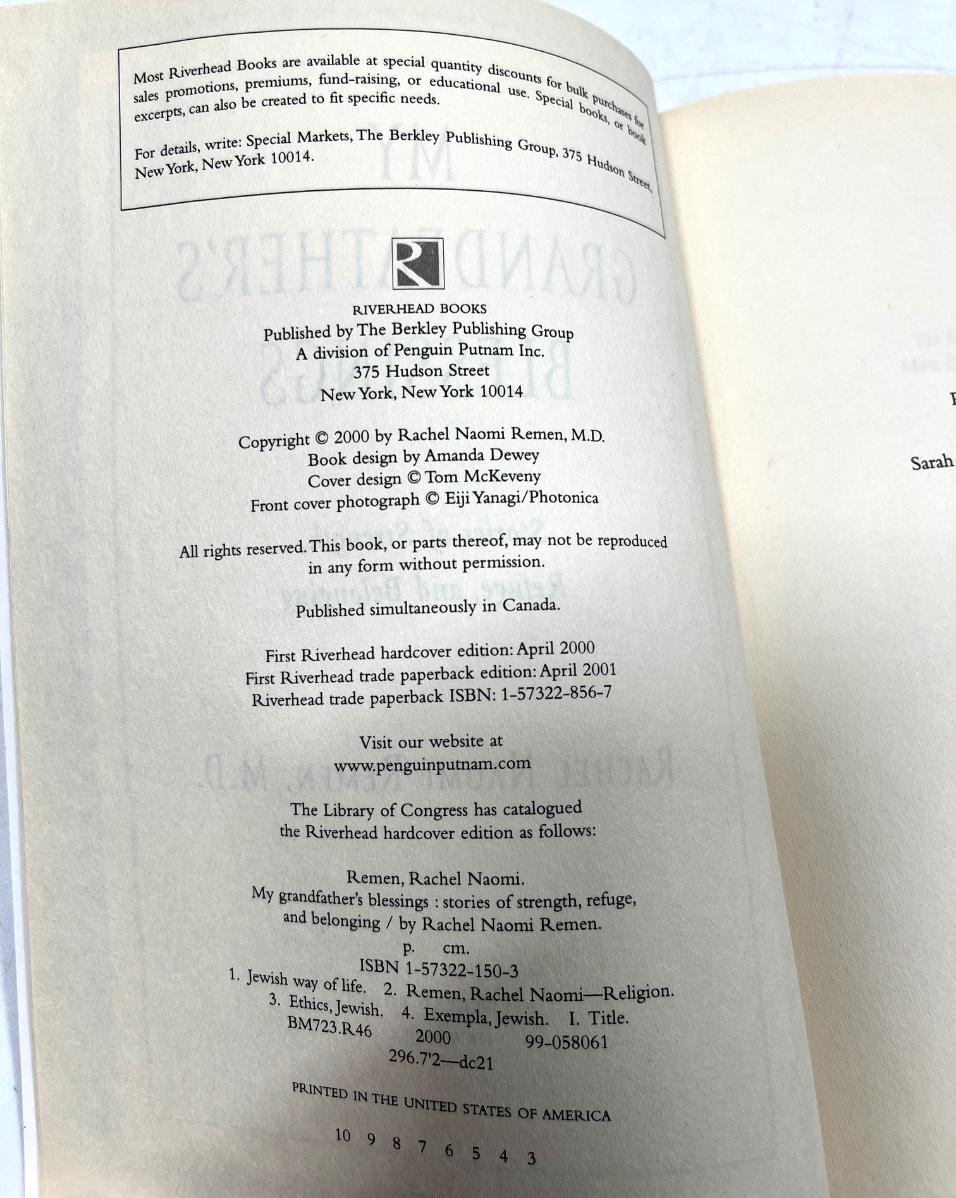 Most Riverhead Books are available at special quantity discounts for bulk purchases for
sales promotions, premiums, fund-raising, or educational use. Special books, or book
excerpts, can also be created to fit specific needs.
For details, write: Special Markets, The Berkley Publishing Group, 375 Hudson Street,
New York, New York 10014.
R
RIVERHEAD BOOKS
Published by The Berkley Publishing Group
A division of Penguin Putnam Inc.
375 Hudson Street
New York, New York 10014
Copyright © 2000 by Rachel Naomi Remen, M.D.
Book design by Amanda Dewey
Cover design © Tom McKeveny
Front cover photograph © Eiji Yanagi/Photonica
All rights reserved. This book, or parts thereof, may not be reproduced
in any form without permission.
Published simultaneously in Canada.
First Riverhead hardcover edition: April 2000
First Riverhead trade paperback edition: April 2001
Riverhead trade paperback ISBN: 1-57322-856-7
Visit our website at
www.penguinputnam.com
The Library of Congress has catalogued
the Riverhead hardcover edition as follows:
Remen, Rachel Naomi.
My grandfather's blessings : stories of strength, refuge,
and belonging / by Rachel Naomi Remen.
p. cm.
ISBN 1-57322-150-3
1. Jewish way of life. 2. Remen, Rachel Naomi—Religion.
3. Ethics, Jewish. 4. Exempla, Jewish. I. Title.
BM723.R46 2000 99-058061
296.7'2—dc21
PRINTED IN THE UNITED STATES OF AMERICA
10 9 8 7 6 5 4 3
Sarah